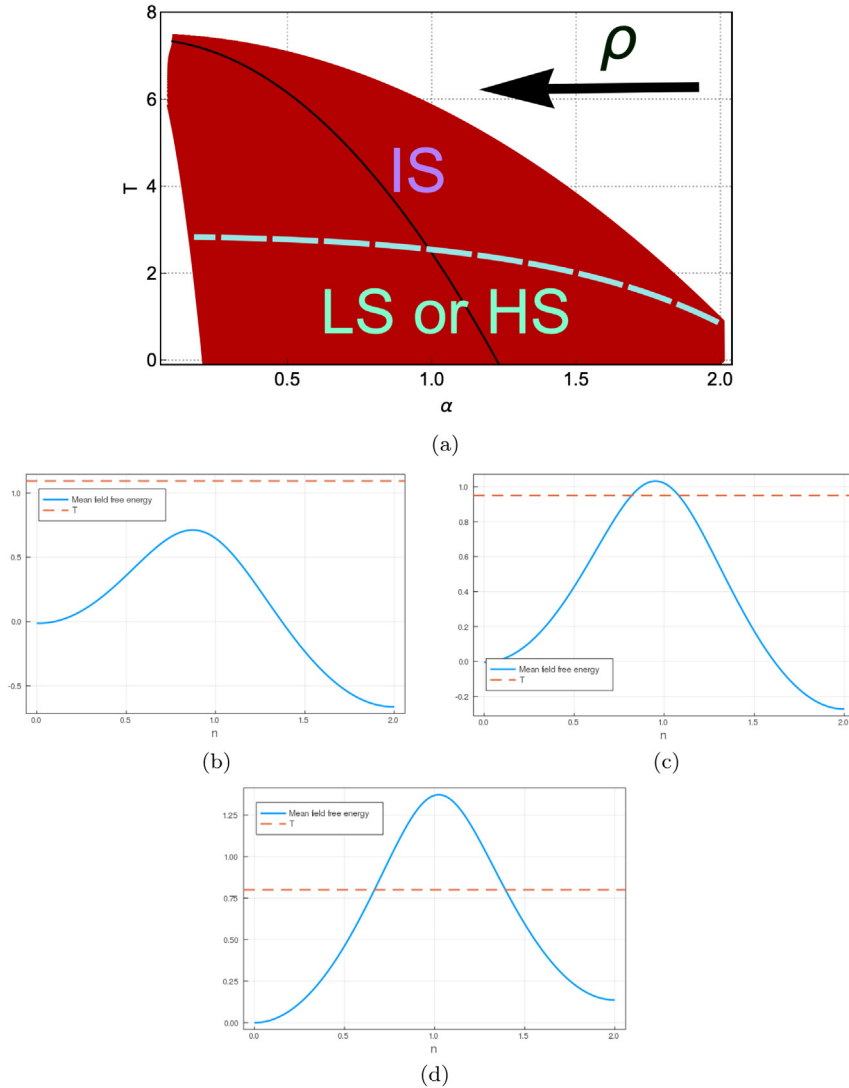 8
6
4
2
0
T
ρ
IS
LS or HS
0.5 1.0 1.5 2.0
α
(a)
1.0
0.5
0.0
-0.5
Mean field free energy
T
0.0 0.5 1.0 1.5 2.0
n
(b)
1.0
0.8
0.6
0.4
0.2
0.0
-0.2
Mean field free energy
T
0.0 0.5 1.0 1.5 2.0
n
(c)
1.25
1.00
0.75
0.50
0.25
0.00
Mean field free energy
T
0.0 0.5 1.0 1.5 2.0
n
(d)